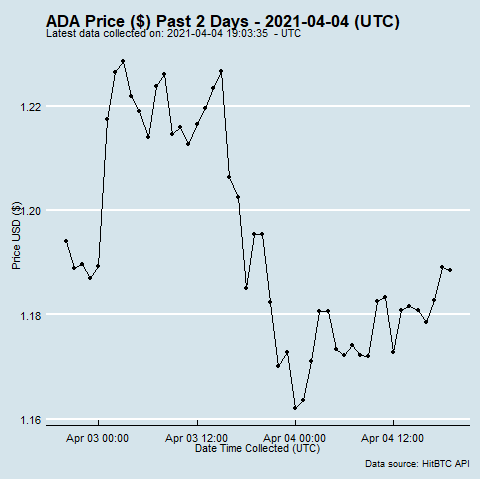 ADA Price ($) Past 2 Days - 2021-04-04 (UTC)
Latest data collected on: 2021-04-04 19:03:35 - UTC
1.22
1.20
1.18
1.16
Price USD ($)
Apr 03 00:00
Apr 03 12:00
Apr 04 00:00
Apr 04 12:00
Date Time Collected (UTC)
Data source: HitBTC API